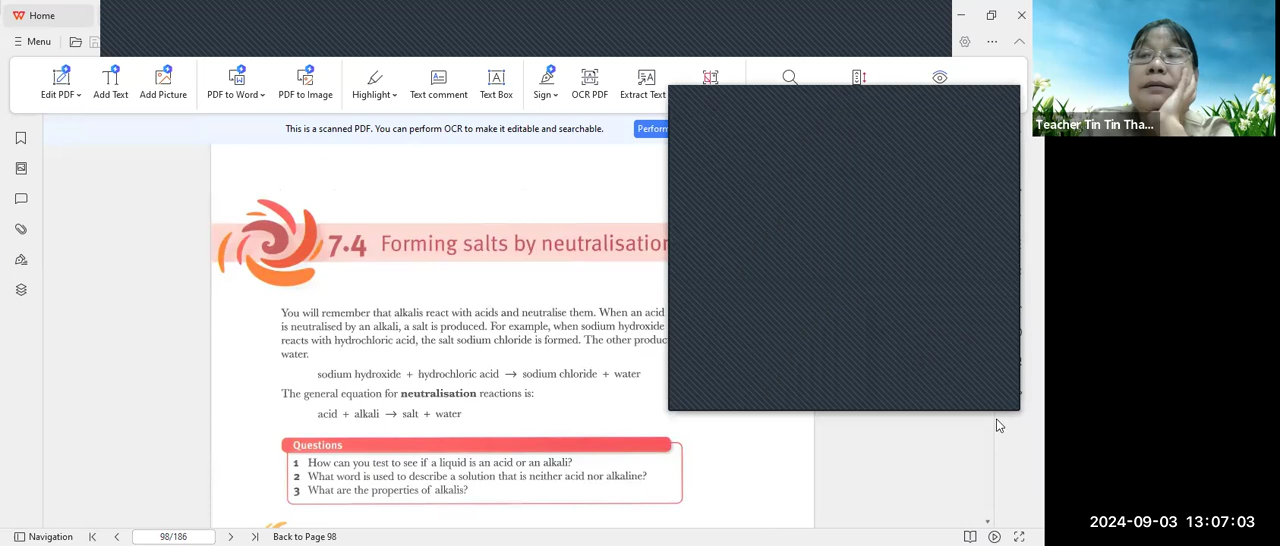 Home
Menu
Edit PDF Add Text Add Picture PDF to Word PDF to Image Highlight Text comment Text Box Sign OCR PDF Extract Text
This is a scanned PDF. You can perform OCR to make it editable and searchable. Perform
Teacher Tin Tin Tha...
7.4 Forming salts by neutralisation
You will remember that alkalis react with acids and neutralise them. When an acid
is neutralised by an alkali, a salt is produced. For example, when sodium hydroxide
reacts with hydrochloric acid, the salt sodium chloride is formed. The other produc
water.
sodium hydroxide + hydrochloric acid → sodium chloride + water
The general equation for neutralisation reactions is:
acid + alkali → salt + water
Questions
1 How can you test to see if a liquid is an acid or an alkali?
2 What word is used to describe a solution that is neither acid nor alkaline?
3 What are the properties of alkalis?
2024-09-03 13:07:03
Navigation 98/186 Back to Page 98